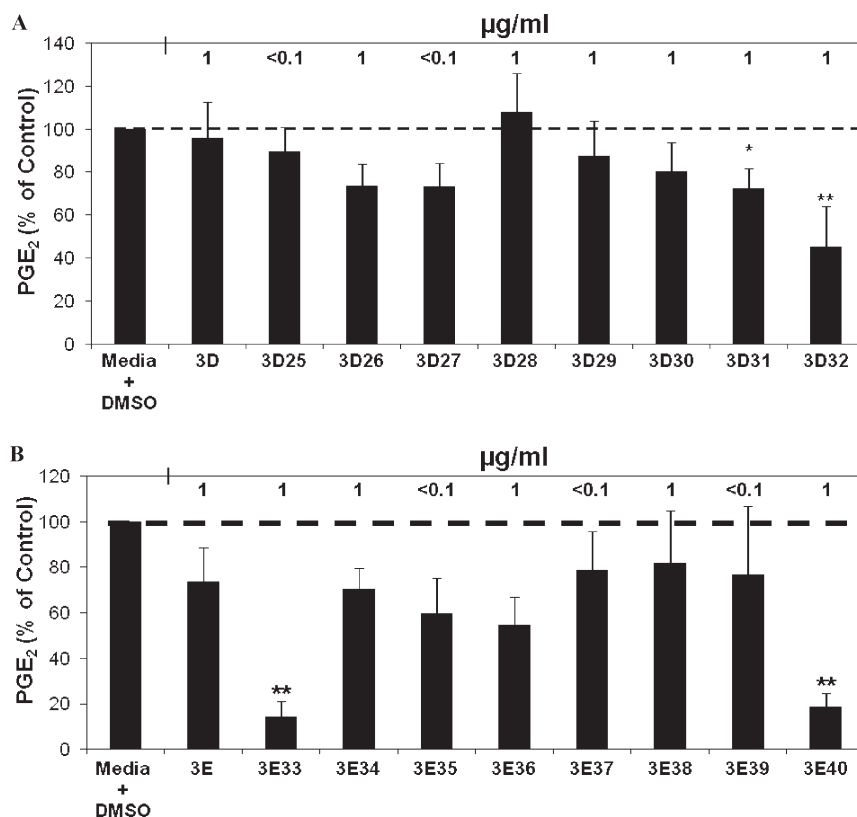 A
µg/ml
140
120
100
80
60
40
20
0
PGE₂ (% of Control)
1 <0.1 1 <0.1 1 1 1 1 1
*
**
Media + DMSO
3D 3D25 3D26 3D27 3D28 3D29 3D30 3D31 3D32
B
µg/ml
120
100
80
60
40
20
0
PGE₂ (% of Control)
1 1 1 <0.1 1 <0.1 1 <0.1 1
**
**
Media + DMSO
3E 3E33 3E34 3E35 3E36 3E37 3E38 3E39 3E40